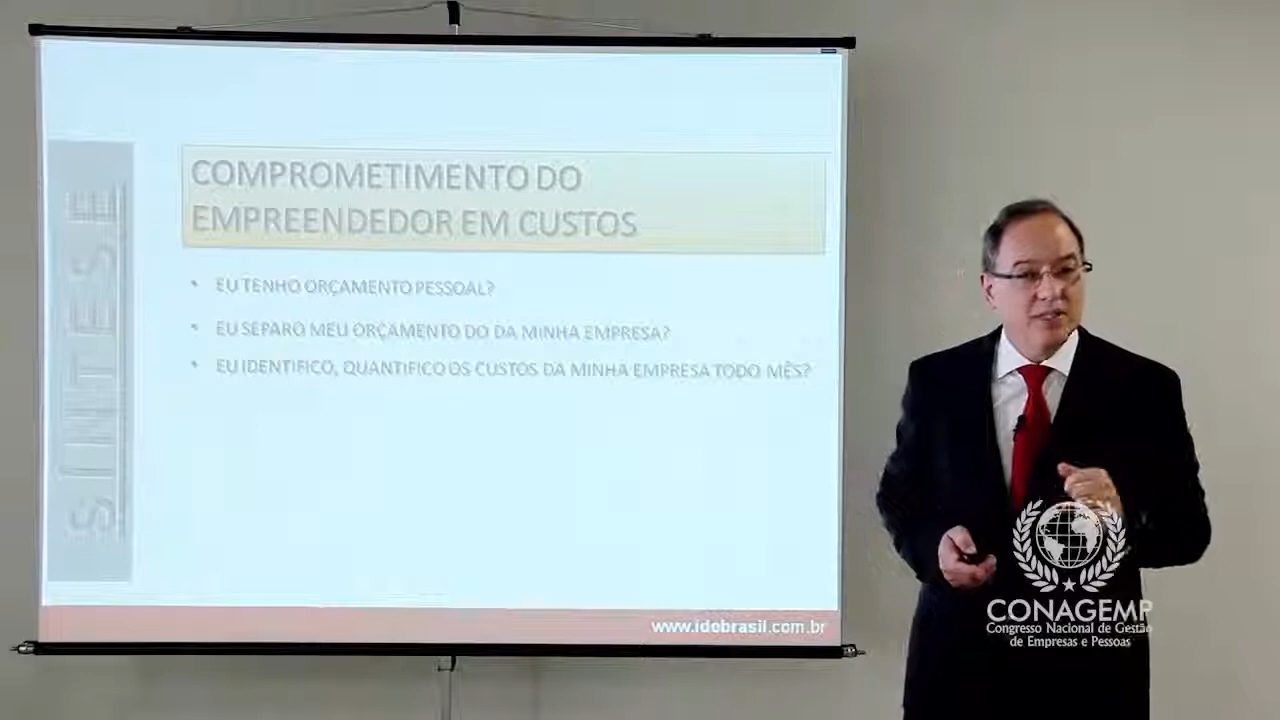 SÍNTESE
COMPROMETIMENTO DO
EMPREENDEDOR EM CUSTOS
• EU TENHO ORÇAMENTO PESSOAL?
• EU SEPARO MEU ORÇAMENTO DO DA MINHA EMPRESA?
• EU IDENTIFICO, QUANTIFICO OS CUSTOS DA MINHA EMPRESA TODO MÊS?
www.idebrasil.com.br
CONAGEMP
Congresso Nacional de Gestão
de Empresas e Pessoas